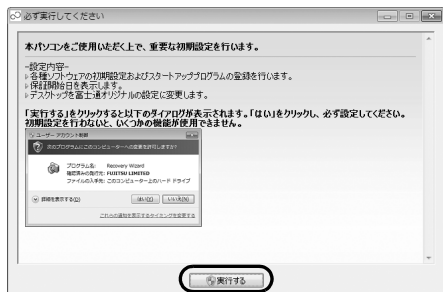 必ず実行してください
本パソコンをご使用いただく上で、重要な初期設定を行います。
-設定内容-
▷各種ソフトウェアの初期設定およびスタートアッププログラムの登録を行います。
▷保証開始日を表示します。
▷デスクトップを富士通オリジナルの設定に変更します。
「実行する」をクリックすると以下のダイアログが表示されます。「はい」をクリックし、必ず設定してください。
初期設定を行わないと、いくつかの機能が使用できません。
ユーザー アカウント制御
次のプログラムにこのコンピューターへの変更を許可しますか?
プログラム名: Recovery Wizard
確認済みの発行元: FUJITSU LIMITED
ファイルの入手先: このコンピューター上のハード ドライブ
詳細を表示する(D)
はい(Y) いいえ(N)
これらの通知を表示するタイミングを変更する
実行する